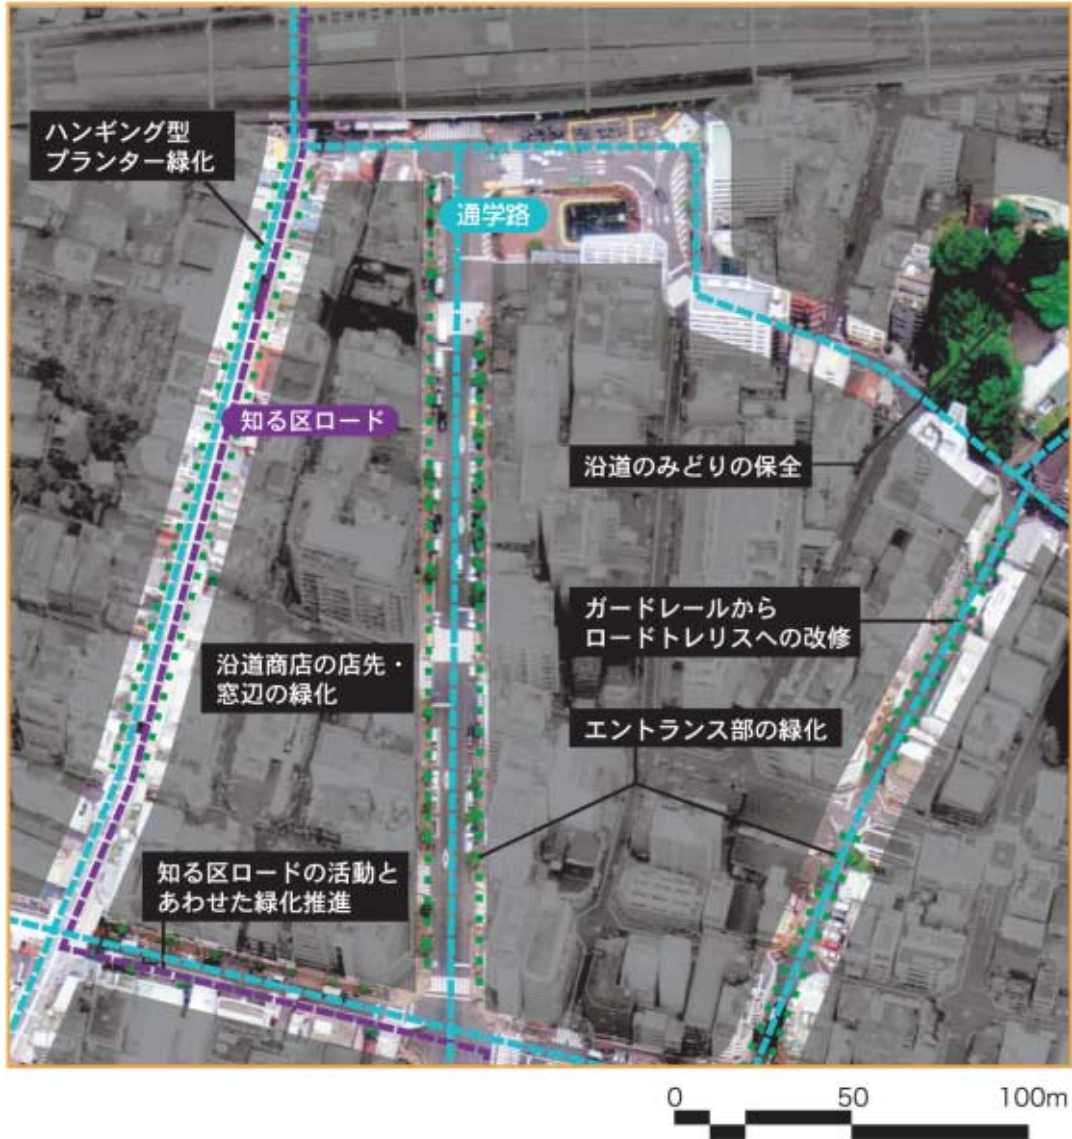 ハンギング型
プランター緑化
通学路
知る区ロード
沿道のみどりの保全
ガードレールから
ロードトレリスへの改修
沿道商店の店先・
窓辺の緑化
エントランス部の緑化
知る区ロードの活動と
あわせた緑化推進
0 50 100m